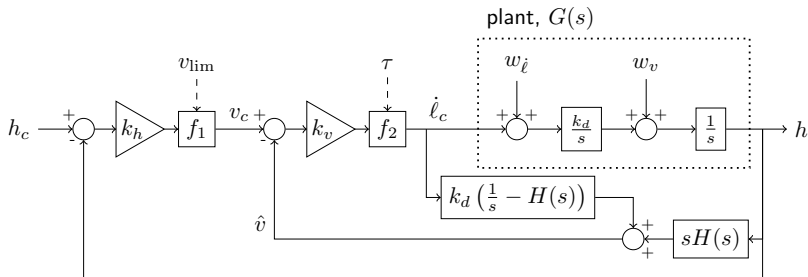 plant, G(s)
v_lim
τ
w_ℓ̇
w_v
h_c
+
-
k_h
f_1
v_c
+
-
k_v
f_2
ℓ̇_c
+
+
k_d/s
+
+
1/s
h
k_d (1/s − H(s))
v̂
+
+
sH(s)